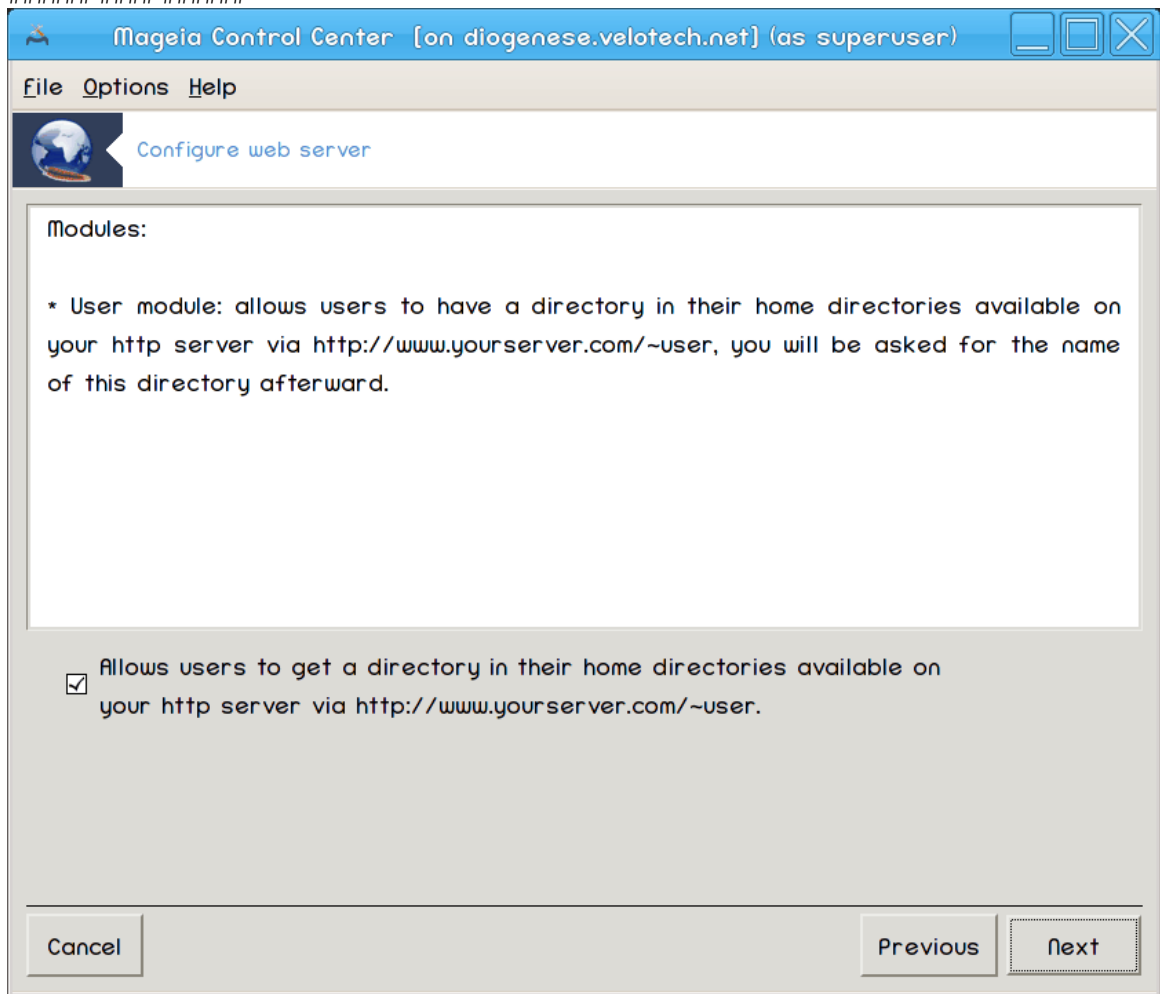 Mageia Control Center [on diogenese.velotech.net] (as superuser)
File Options Help
Configure web server
Modules:
* User module: allows users to have a directory in their home directories available on
your http server via http://www.yourserver.com/~user, you will be asked for the name
of this directory afterward.
Allows users to get a directory in their home directories available on
your http server via http://www.yourserver.com/~user.
Cancel
Previous
Next